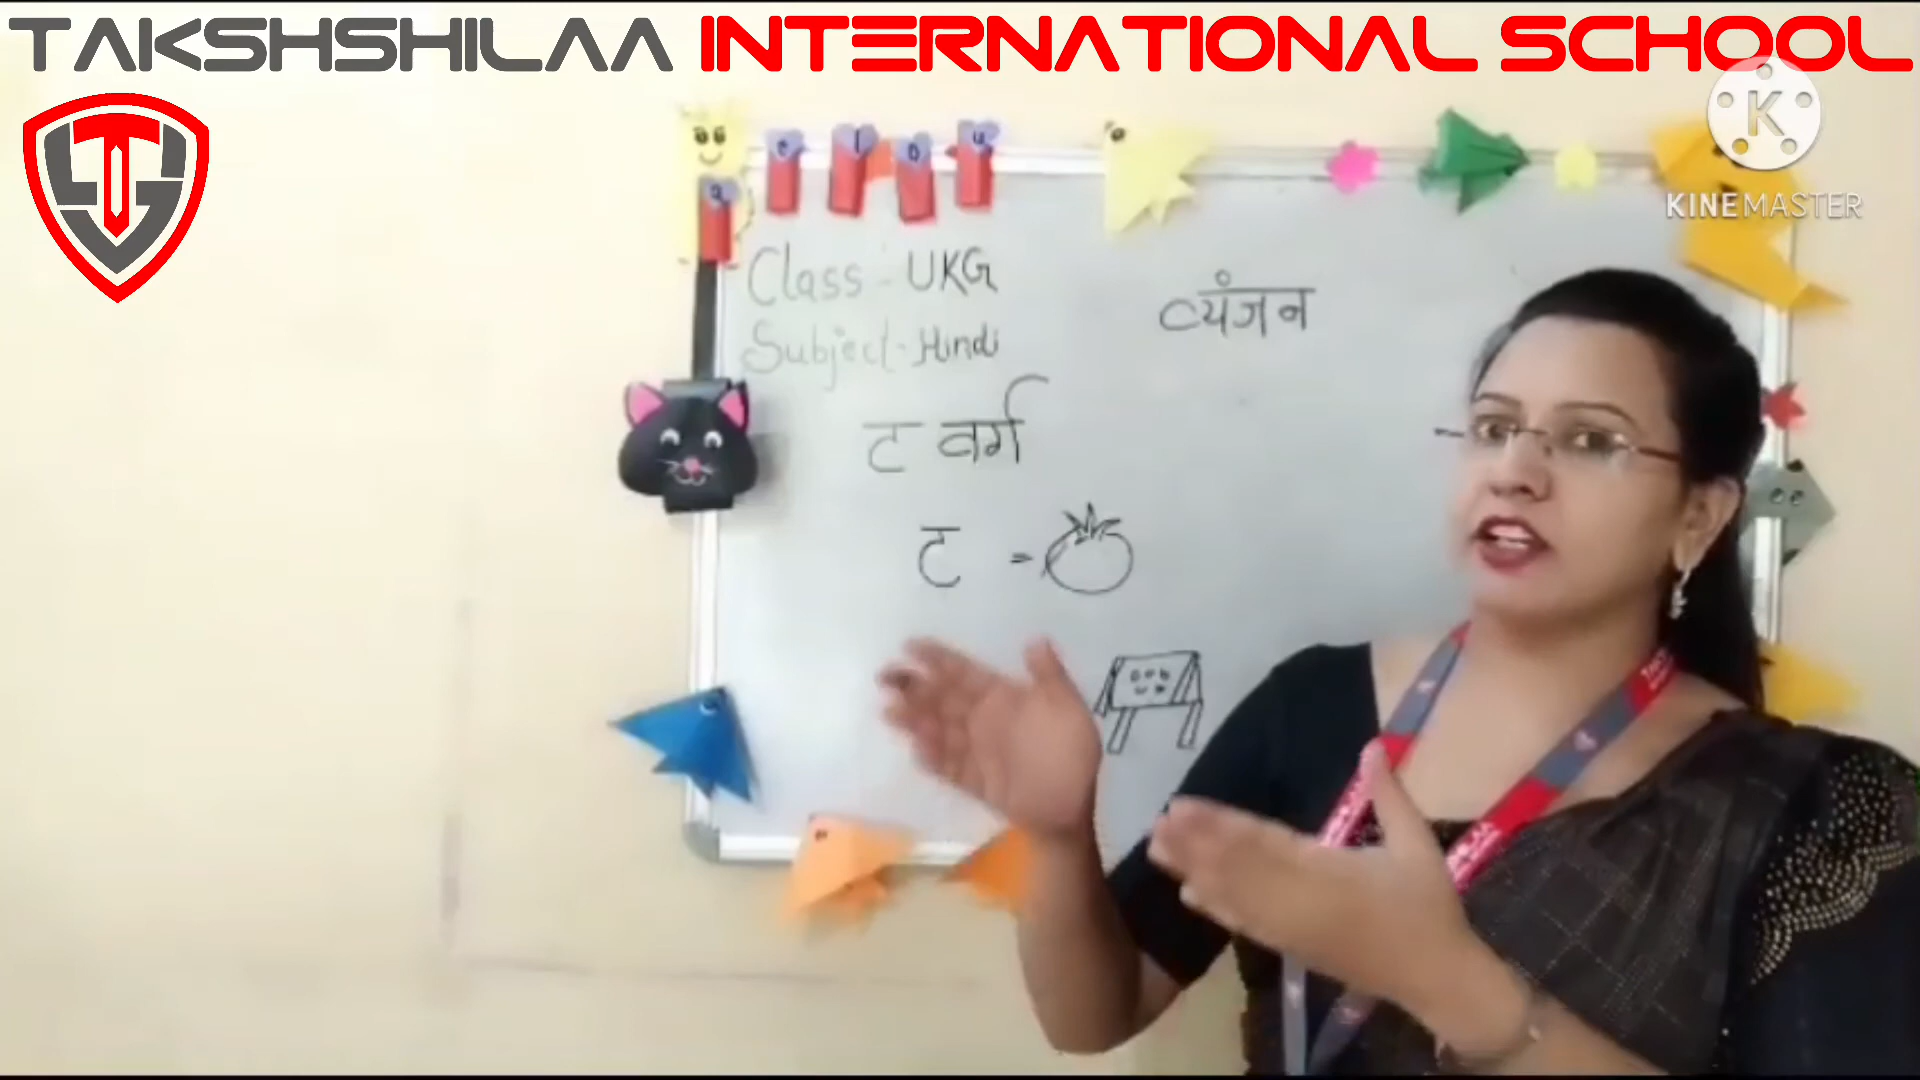 TAKSHSHILAA INTERNATIONAL SCHOOL
KINEMASTER
a e I o u
Class - UKG
Subject - Hindi
व्यंजन
ट वर्ग
ट =